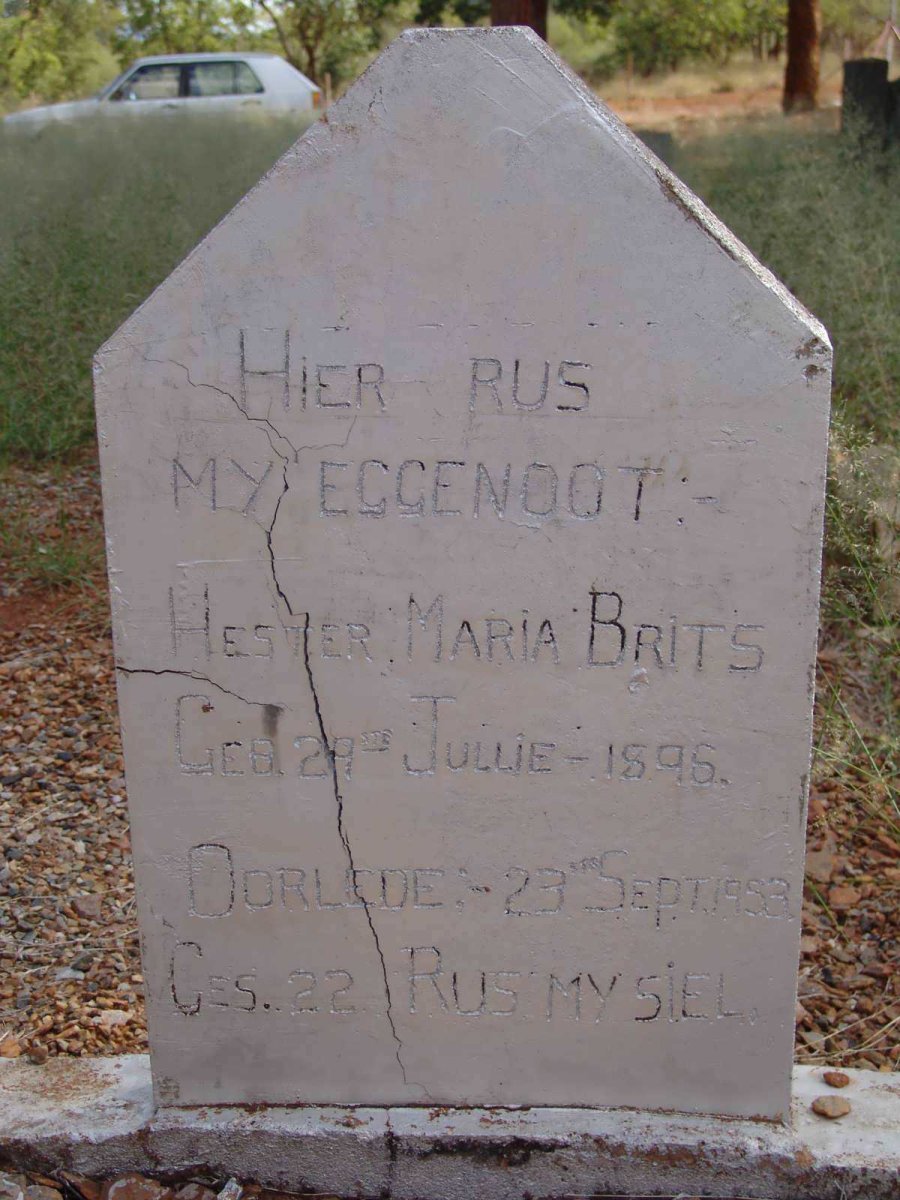 HIER RUS
MY EGGENOOT:-
HESTER MARIA BRITS
GEB. 29STE JULLIE - 1896.
OORLEDE:- 23STE SEPT. 1953.
GES. 22 RUS MY SIEL.